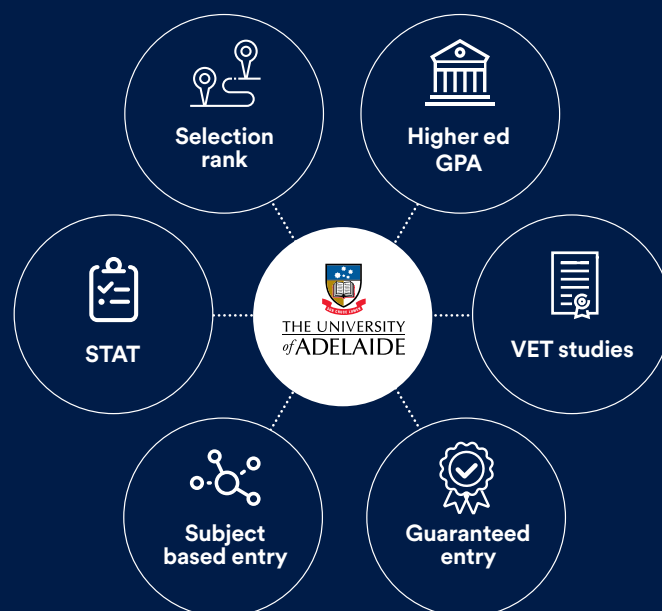 Selection
rank
Higher ed
GPA
STAT
THE UNIVERSITY
of ADELAIDE
VET studies
Subject
based entry
Guaranteed
entry